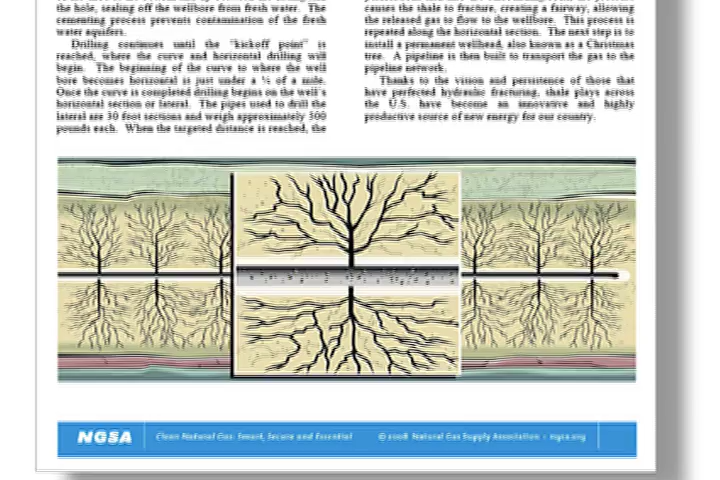 the hole, sealing off the wellbore from fresh water. The
cementing process prevents contamination of the fresh
water aquifers.
Drilling continues until the "kickoff point" is
reached, where the curve and horizontal drilling will
begin. The beginning of the curve to where the well
bore becomes horizontal is just under a ¼ of a mile.
Once the curve is completed drilling begins on the well's
horizontal section or lateral. The pipes used to drill the
lateral are 30 foot sections and weigh approximately 500
pounds each. When the targeted distance is reached, the
causes the shale to fracture, creating a fairway, allowing
the released gas to flow to the wellbore. This process is
repeated along the horizontal section. The next step is to
install a permanent wellhead, also known as a Christmas
tree. A pipeline is then built to transport the gas to the
pipeline network.
Thanks to the vision and persistence of those that
have perfected hydraulic fracturing, shale plays across
the U.S. have become an innovative and highly
productive source of new energy for our country.
NGSA Clean Natural Gas: Smart, Secure and Essential © 2008 Natural Gas Supply Association - ngsa.org